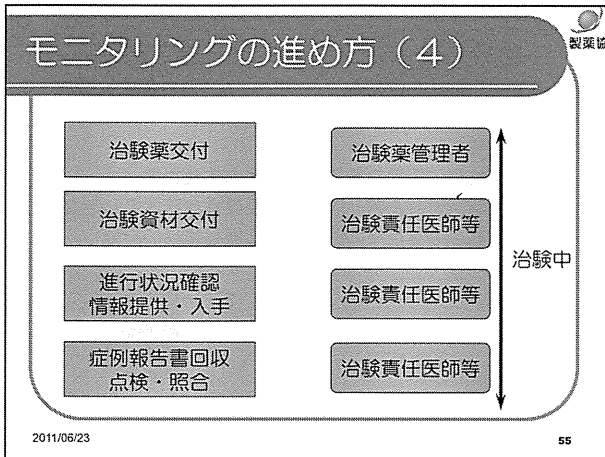 モニタリングの進め方（4）
製薬協
治験薬交付
治験薬管理者
治験資材交付
治験責任医師等
進行状況確認
情報提供・入手
治験責任医師等
症例報告書回収
点検・照合
治験責任医師等
治験中
2011/06/23
55